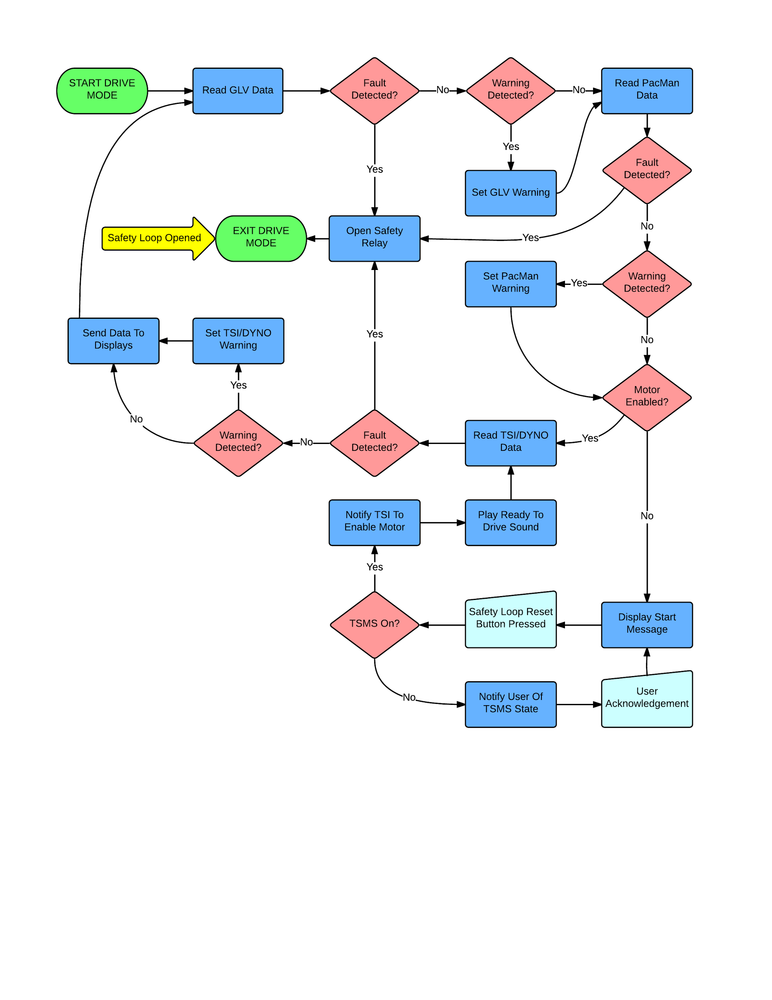 START DRIVE
MODE
Read GLV Data
Fault
Detected?
No
Warning
Detected?
No
Read PacMan
Data
Yes
Set GLV Warning
Yes
Fault
Detected?
Yes
No
Safety Loop Opened
EXIT DRIVE
MODE
Open Safety
Relay
Set PacMan
Warning
Yes
Warning
Detected?
No
Send Data To
Displays
Set TSI/DYNO
Warning
Yes
Yes
No
Motor
Enabled?
Yes
No
Warning
Detected?
No
Fault
Detected?
Read TSI/DYNO
Data
Notify TSI To
Enable Motor
Play Ready To
Drive Sound
Yes
TSMS On?
Safety Loop Reset
Button Pressed
Display Start
Message
No
Notify User Of
TSMS State
User
Acknowledgement